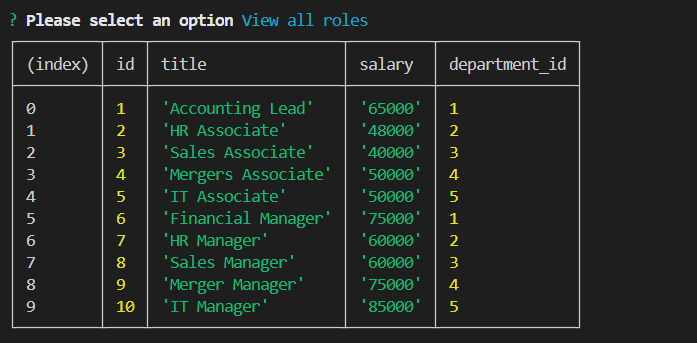 ? Please select an option View all roles
(index) id title salary department_id
0 1 'Accounting Lead' '65000' 1
1 2 'HR Associate' '48000' 2
2 3 'Sales Associate' '40000' 3
3 4 'Mergers Associate' '50000' 4
4 5 'IT Associate' '50000' 5
5 6 'Financial Manager' '75000' 1
6 7 'HR Manager' '60000' 2
7 8 'Sales Manager' '60000' 3
8 9 'Merger Manager' '75000' 4
9 10 'IT Manager' '85000' 5